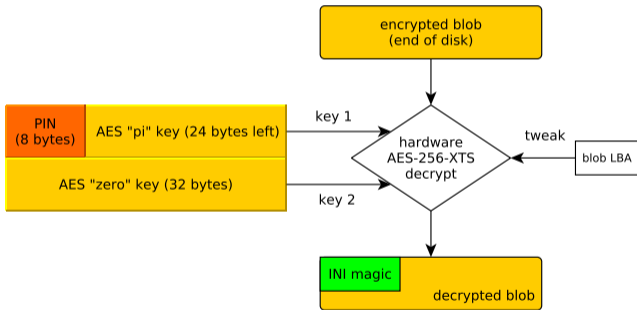 encrypted blob
(end of disk)
PIN
(8 bytes)
AES "pi" key (24 bytes left)
key 1
hardware
AES-256-XTS
decrypt
tweak
blob LBA
AES "zero" key (32 bytes)
key 2
INI magic
decrypted blob